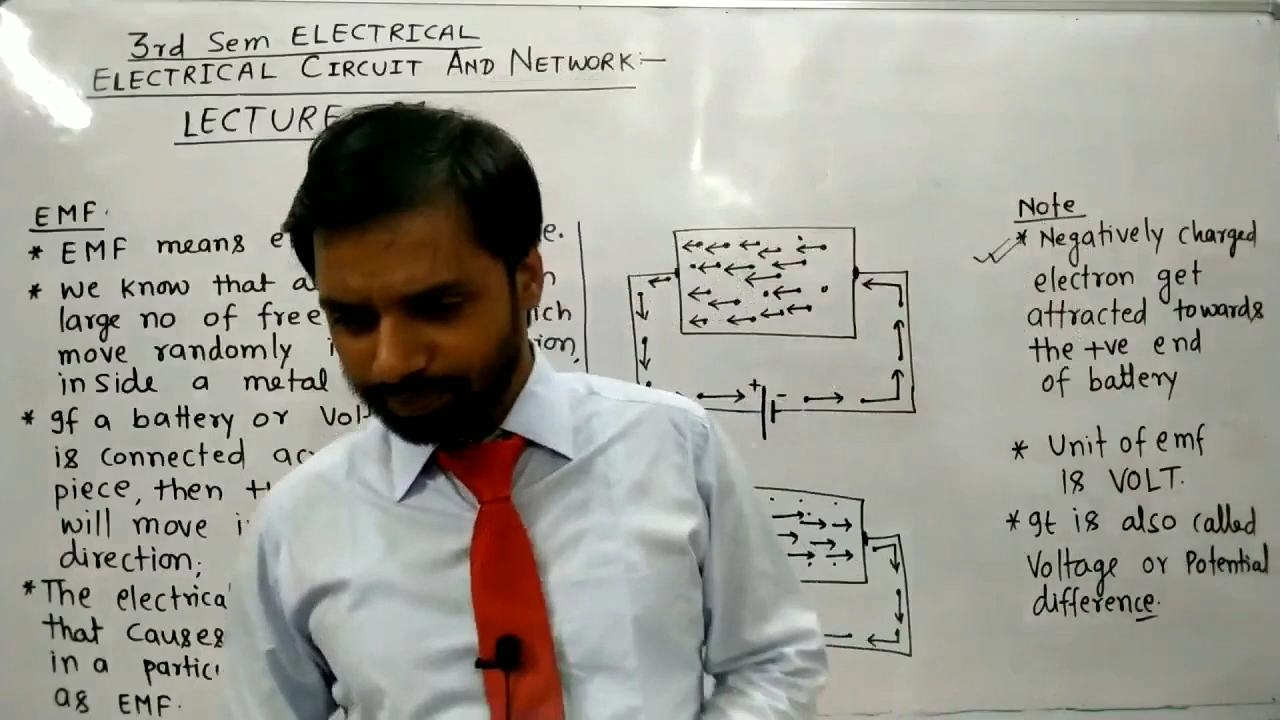 3rd Sem ELECTRICAL
ELECTRICAL CIRCUIT AND NETWORK:-
LECTURE
EMF.
* EMF means
* we know that
large no of free
move randomly
inside a metal
* If a battery or
is connected
piece, then
will move
direction;
* The
that causes
in a
as EMF.
+ -
Note
* Negatively charged
electron get
attracted towards
the +ve end
of battery
* Unit of emf
is VOLT.
* It is also called
Voltage or Potential
difference.